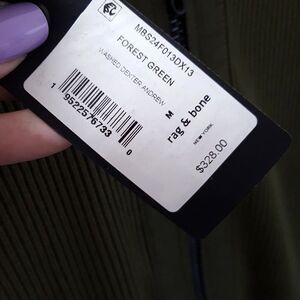 MBS24F013DX13
FOREST GREEN
WASHED DEXTER-ANDREW
1 95225 76733 0
M
rag & bone
NEW YORK
$328.00